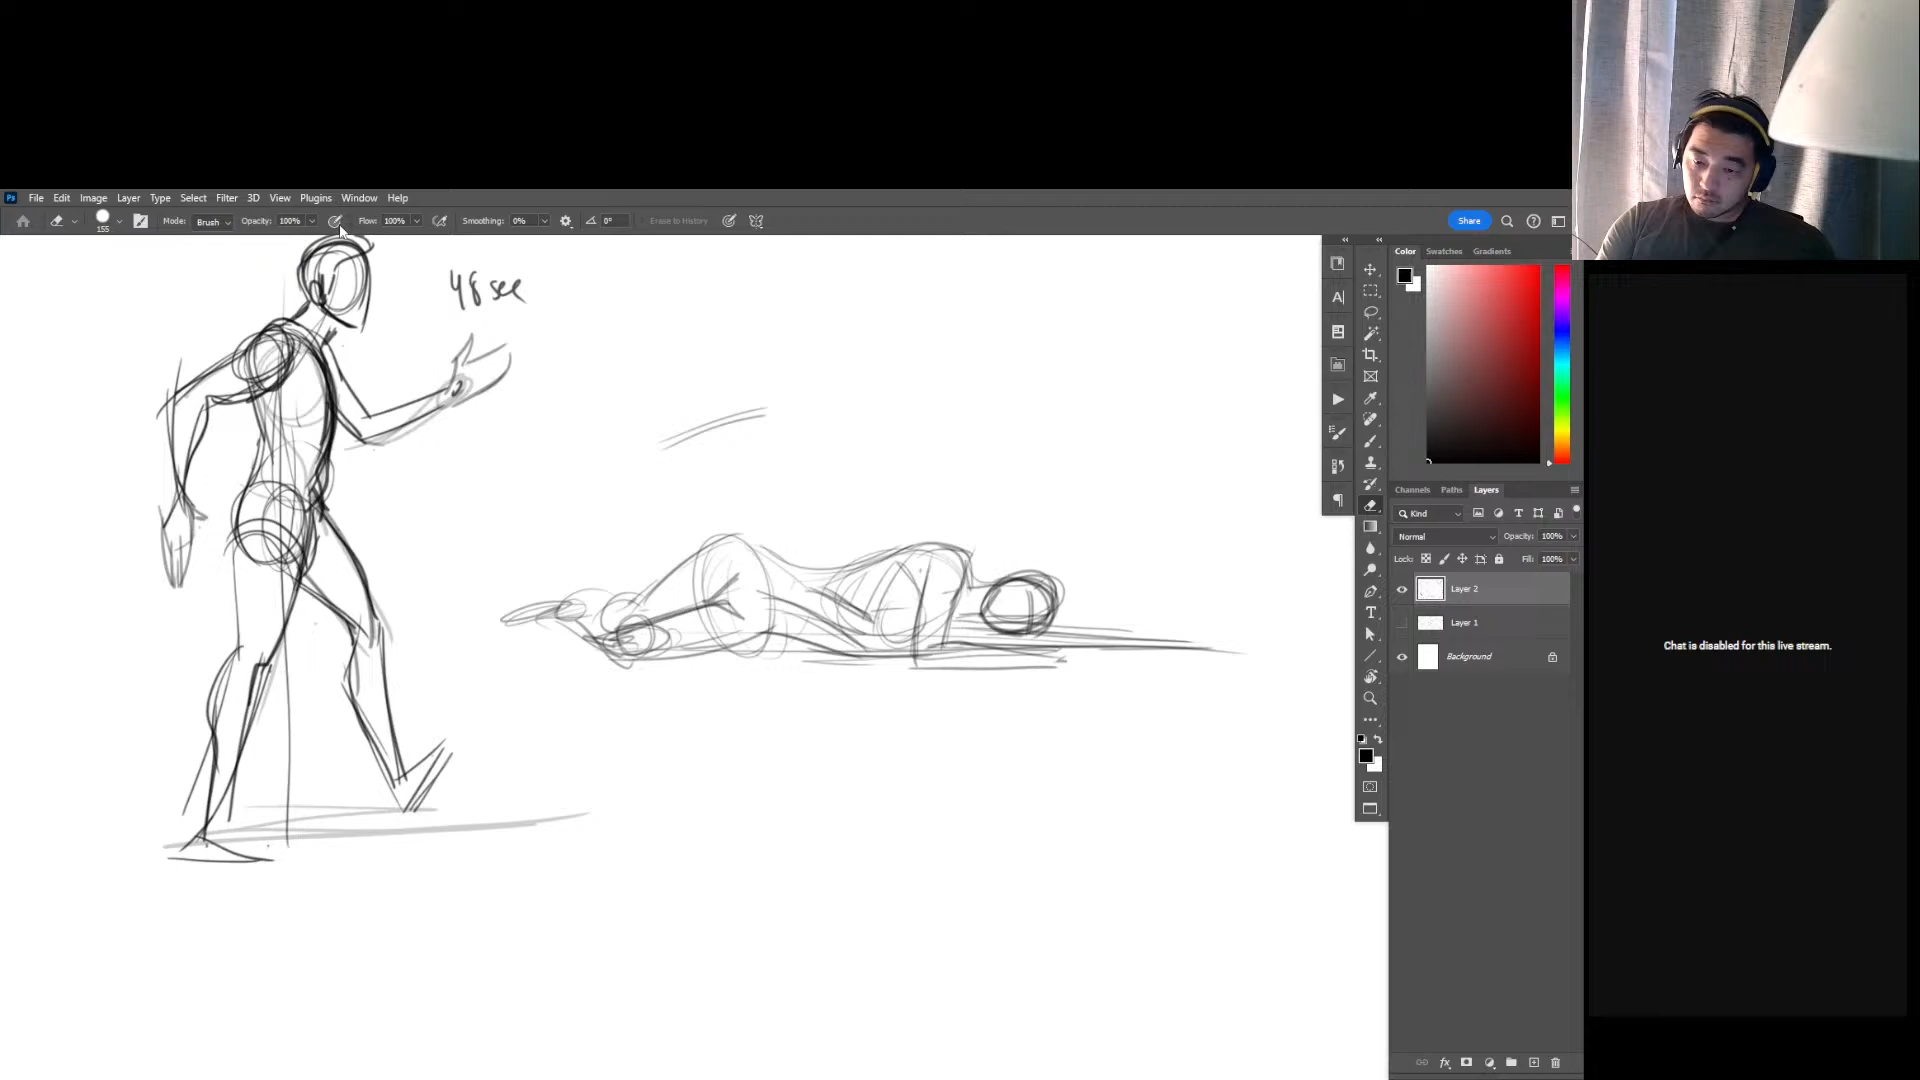 Ps File Edit Image Layer Type Select Filter 3D View Plugins Window Help
155 Mode: Brush Opacity: 100% Flow: 100% Smoothing: 0% 0° Erase to History Share
48 sec
Color Swatches Gradients
Channels Paths Layers
Kind
Normal Opacity: 100%
Lock: Fill: 100%
Layer 2
Layer 1
Background
Chat is disabled for this live stream.